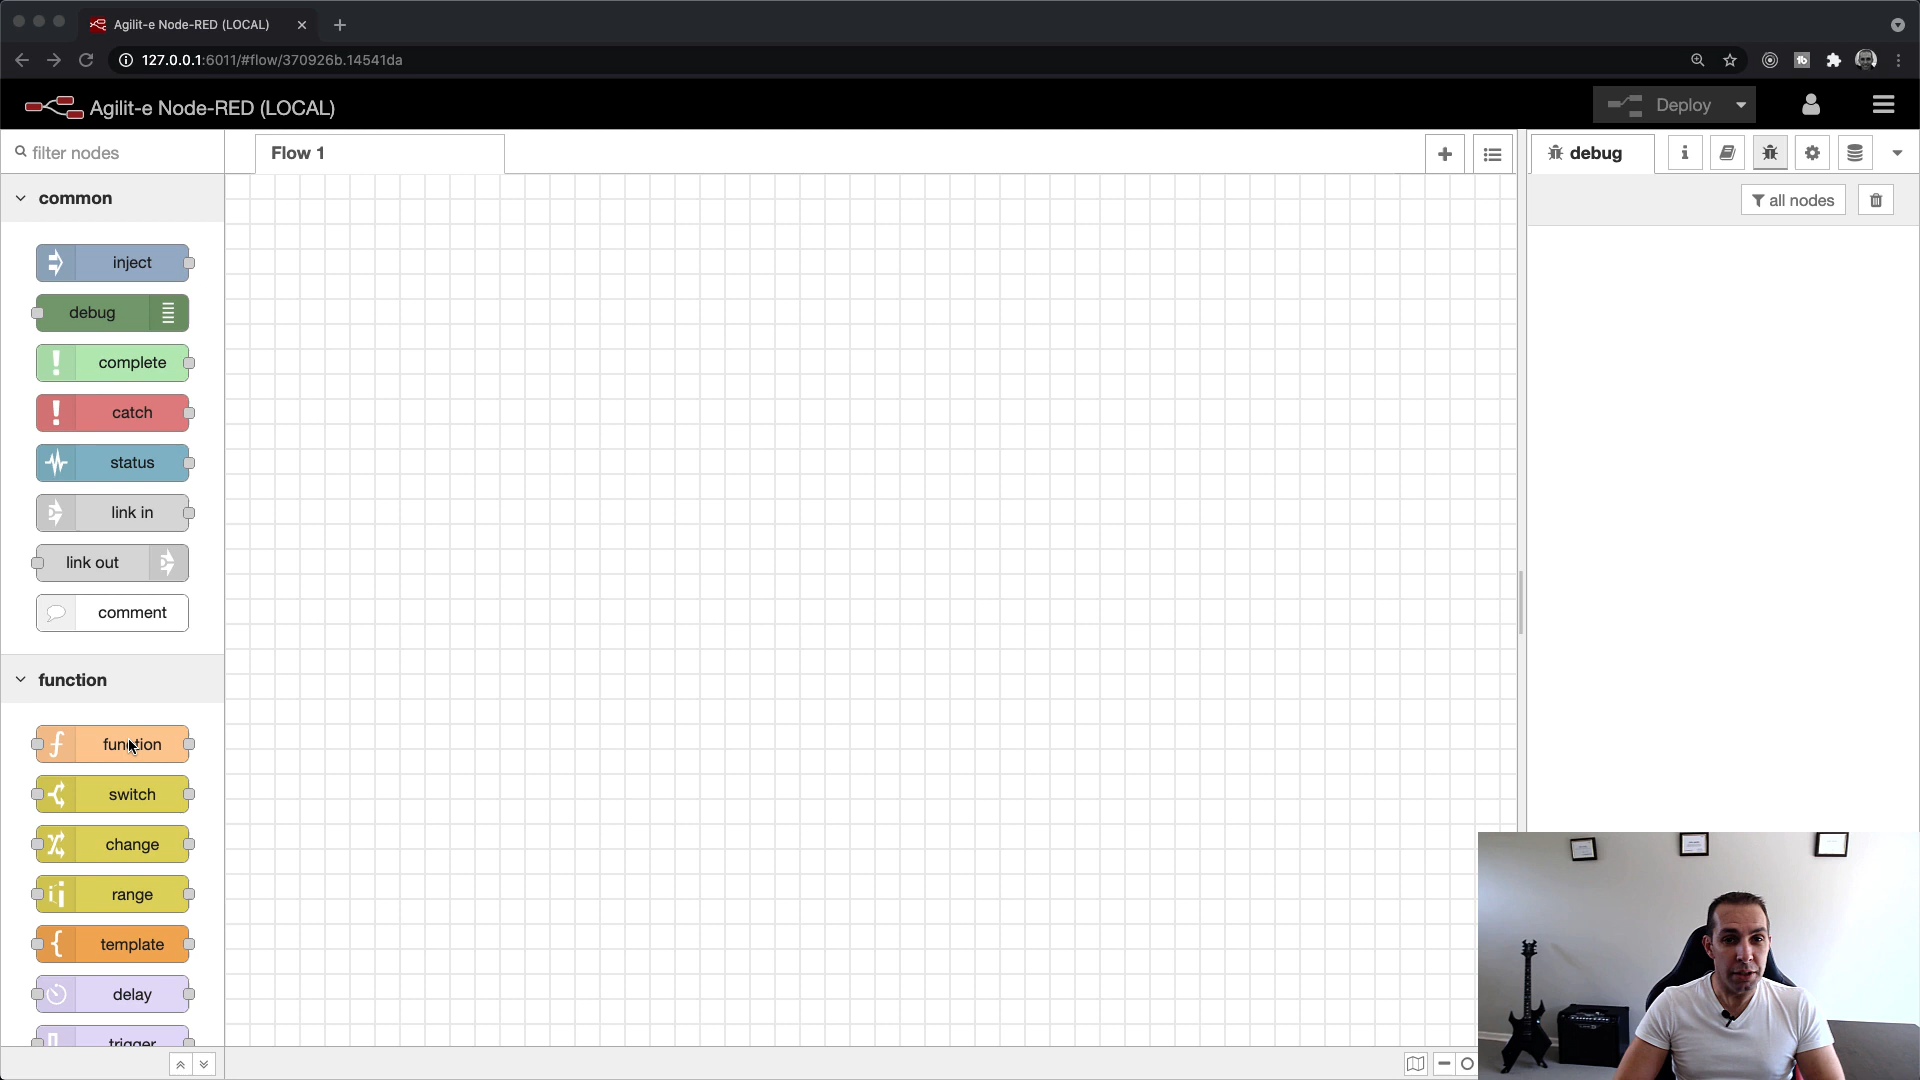 Agilit-e Node-RED (LOCAL)
127.0.0.1:6011/#flow/370926b.14541da
Agilit-e Node-RED (LOCAL)
Deploy
filter nodes
Flow 1
debug
all nodes
common
inject
debug
complete
catch
status
link in
link out
comment
function
function
switch
change
range
template
delay
trigger